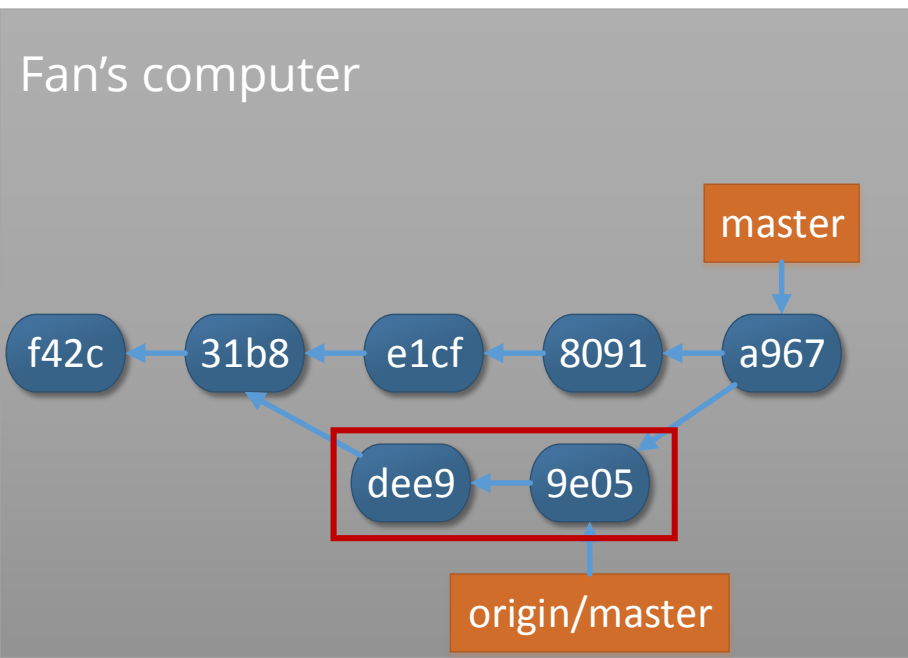 Fan’s computer
master
f42c 31b8 e1cf 8091 a967
dee9 9e05
origin/master